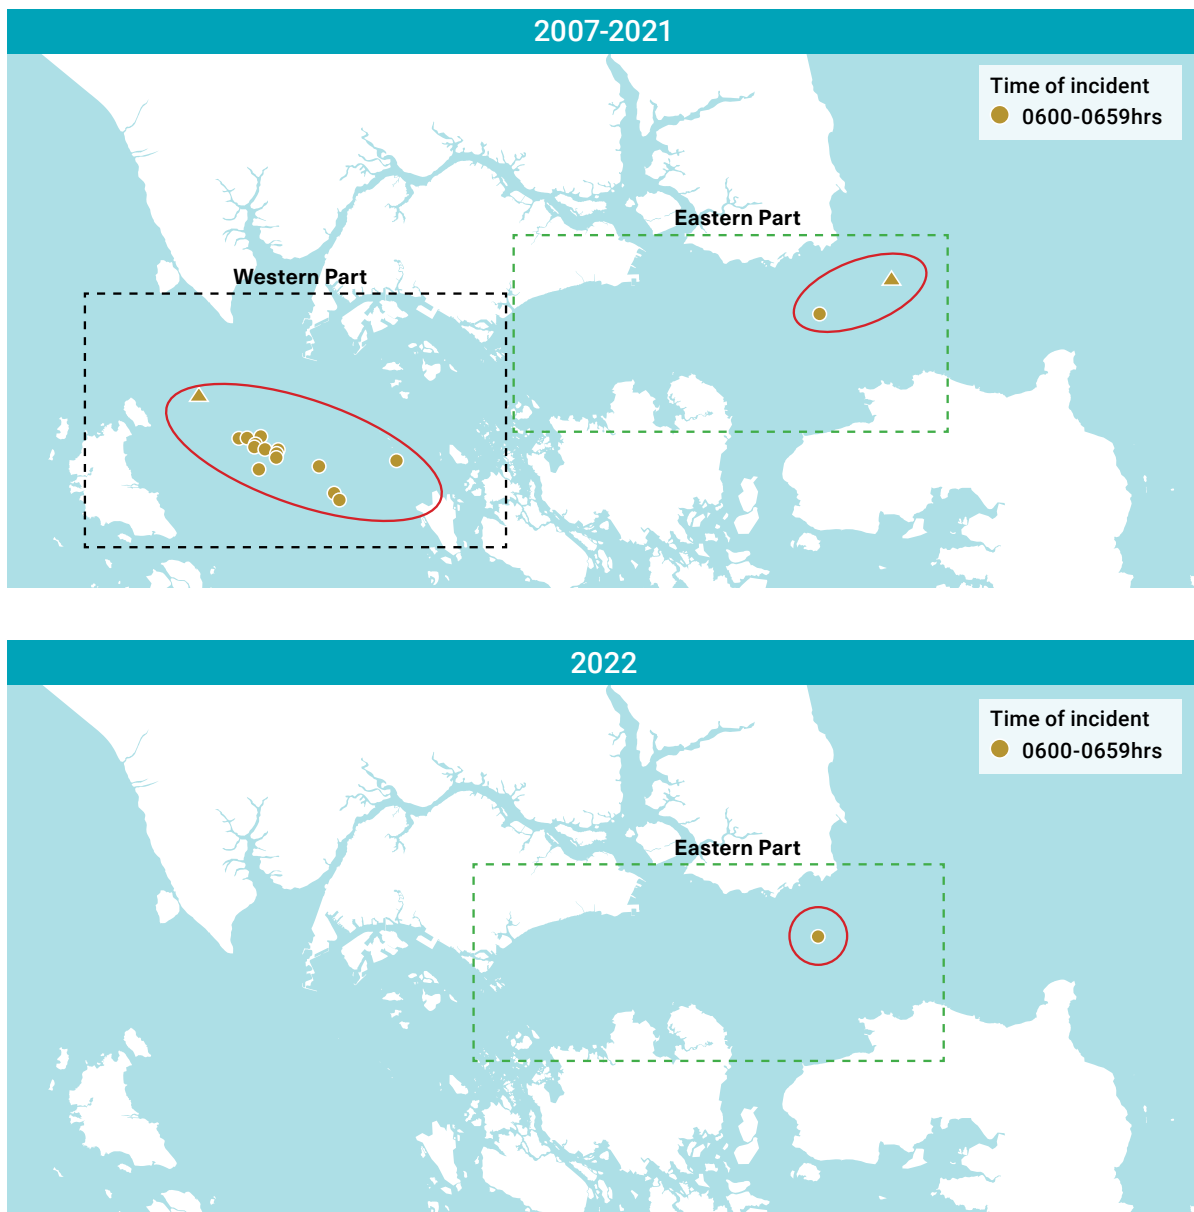 2007-2021
Time of incident
0600-0659hrs
Eastern Part
Western Part
2022
Time of incident
0600-0659hrs
Eastern Part